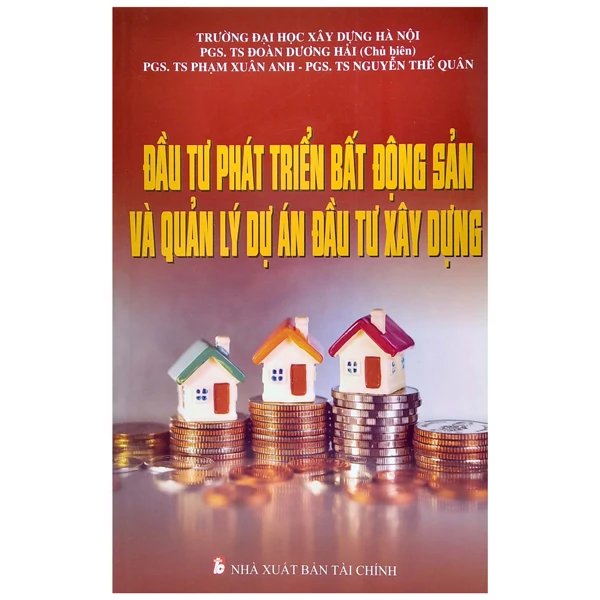 TRƯỜNG ĐẠI HỌC XÂY DỰNG HÀ NỘI
PGS. TS ĐOÀN DƯƠNG HẢI (Chủ biên)
PGS. TS PHẠM XUÂN ANH - PGS. TS NGUYỄN THẾ QUÂN
ĐẦU TƯ PHÁT TRIỂN BẤT ĐỘNG SẢN
VÀ QUẢN LÝ DỰ ÁN ĐẦU TƯ XÂY DỰNG
NHÀ XUẤT BẢN TÀI CHÍNH